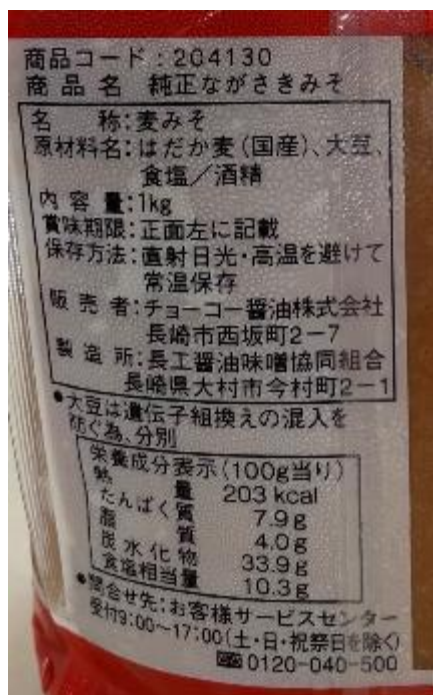 商品コード：204130
商品名 純正ながさきみそ
名称：麦みそ
原材料名：はだか麦（国産）、大豆、
食塩／酒精
内容量：1kg
賞味期限：正面左に記載
保存方法：直射日光・高温を避けて
常温保存
販売者：チョーコー醤油株式会社
長崎市西坂町2－7
製造所：長工醤油味噌協同組合
長崎県大村市今村町2－1
●大豆は遺伝子組換えの混入を
防ぐ為、分別
栄養成分表示（100g当り）
熱量 203 kcal
たんぱく質 7.9g
脂質 4.0g
炭水化物 33.9g
食塩相当量 10.3g
●問合せ先：お客様サービスセンター
受付9:00～17:00（土・日・祝祭日を除く）
0120-040-500